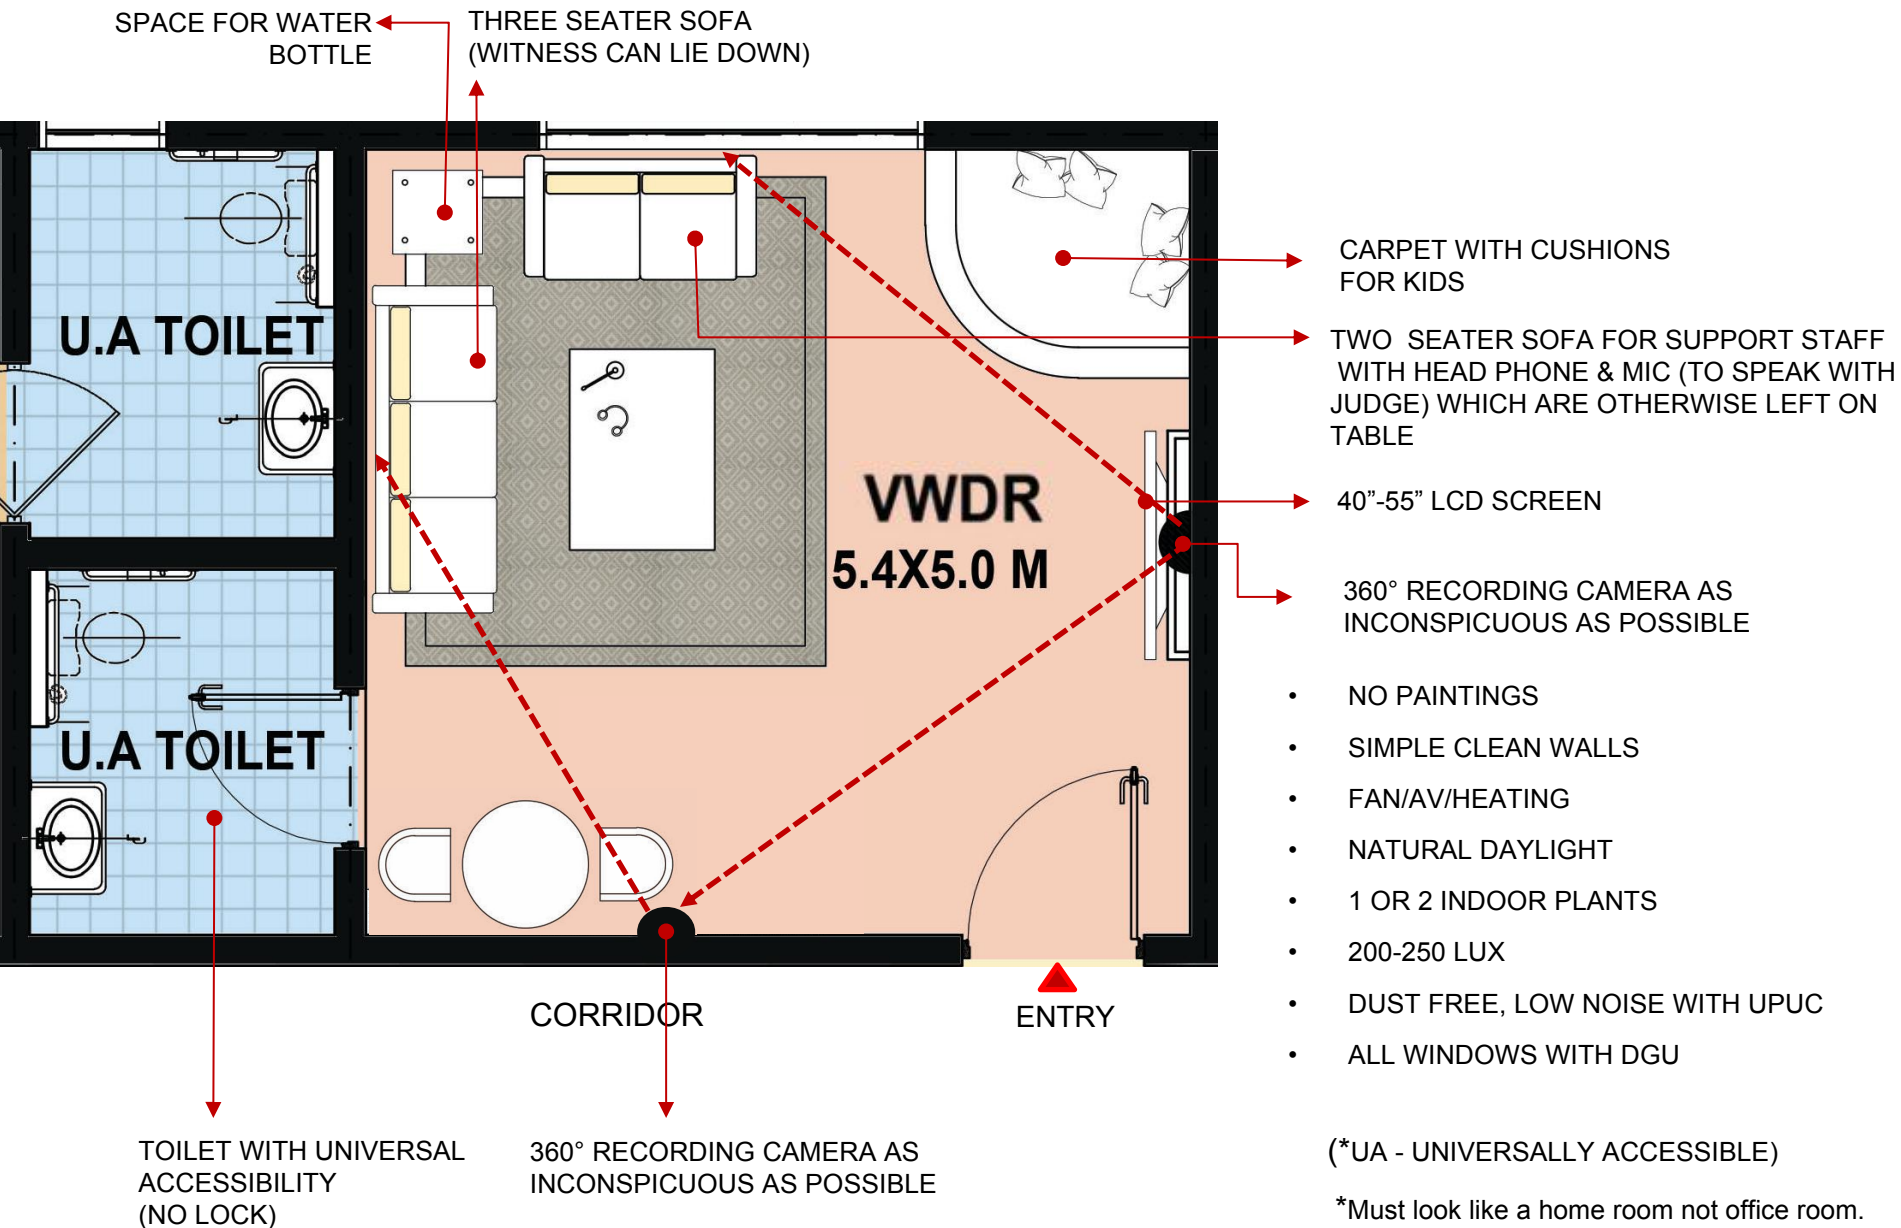 SPACE FOR WATER
BOTTLE
THREE SEATER SOFA
(WITNESS CAN LIE DOWN)
U.A TOILET
U.A TOILET
VWDR
5.4X5.0 M
CARPET WITH CUSHIONS
FOR KIDS
TWO SEATER SOFA FOR SUPPORT STAFF
WITH HEAD PHONE & MIC (TO SPEAK WITH
JUDGE) WHICH ARE OTHERWISE LEFT ON
TABLE
40”-55” LCD SCREEN
360° RECORDING CAMERA AS
INCONSPICUOUS AS POSSIBLE
• NO PAINTINGS
• SIMPLE CLEAN WALLS
• FAN/AV/HEATING
• NATURAL DAYLIGHT
• 1 OR 2 INDOOR PLANTS
• 200-250 LUX
• DUST FREE, LOW NOISE WITH UPUC
• ALL WINDOWS WITH DGU
CORRIDOR
ENTRY
TOILET WITH UNIVERSAL
ACCESSIBILITY
(NO LOCK)
360° RECORDING CAMERA AS
INCONSPICUOUS AS POSSIBLE
(*UA - UNIVERSALLY ACCESSIBLE)
*Must look like a home room not office room.